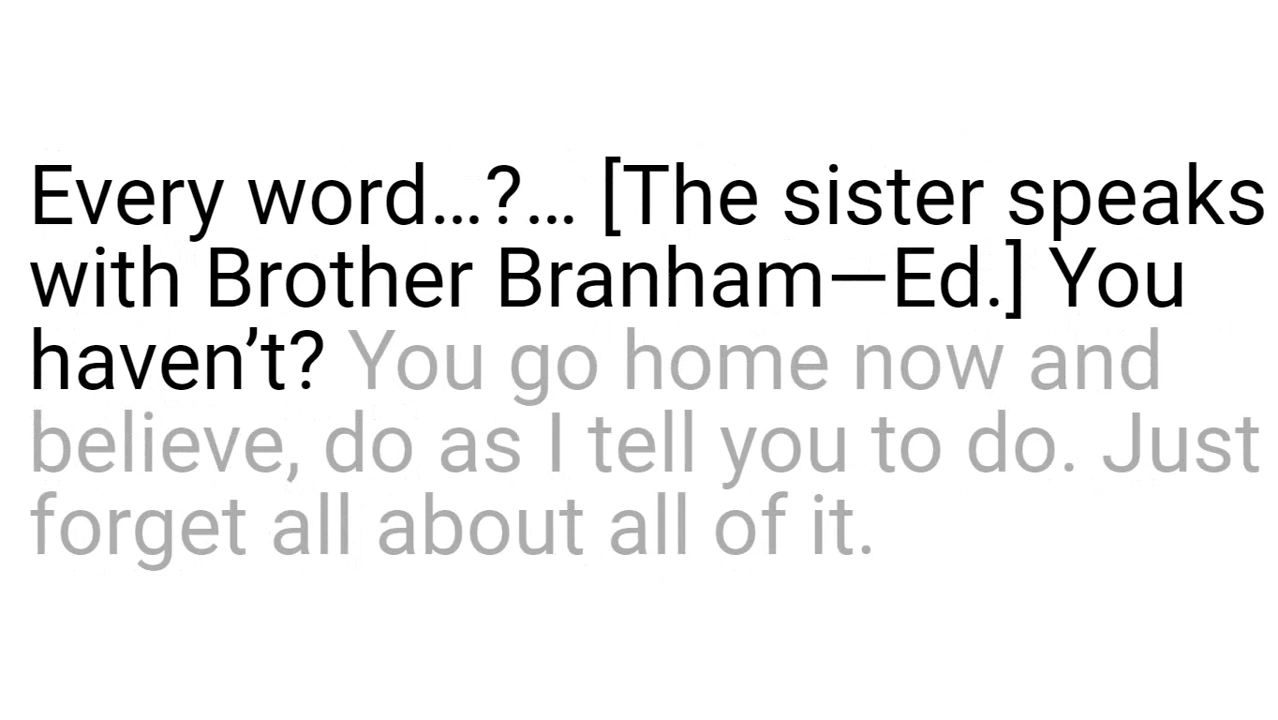 Every word…?… [The sister speaks
with Brother Branham—Ed.] You
haven’t? You go home now and
believe, do as I tell you to do. Just
forget all about all of it.